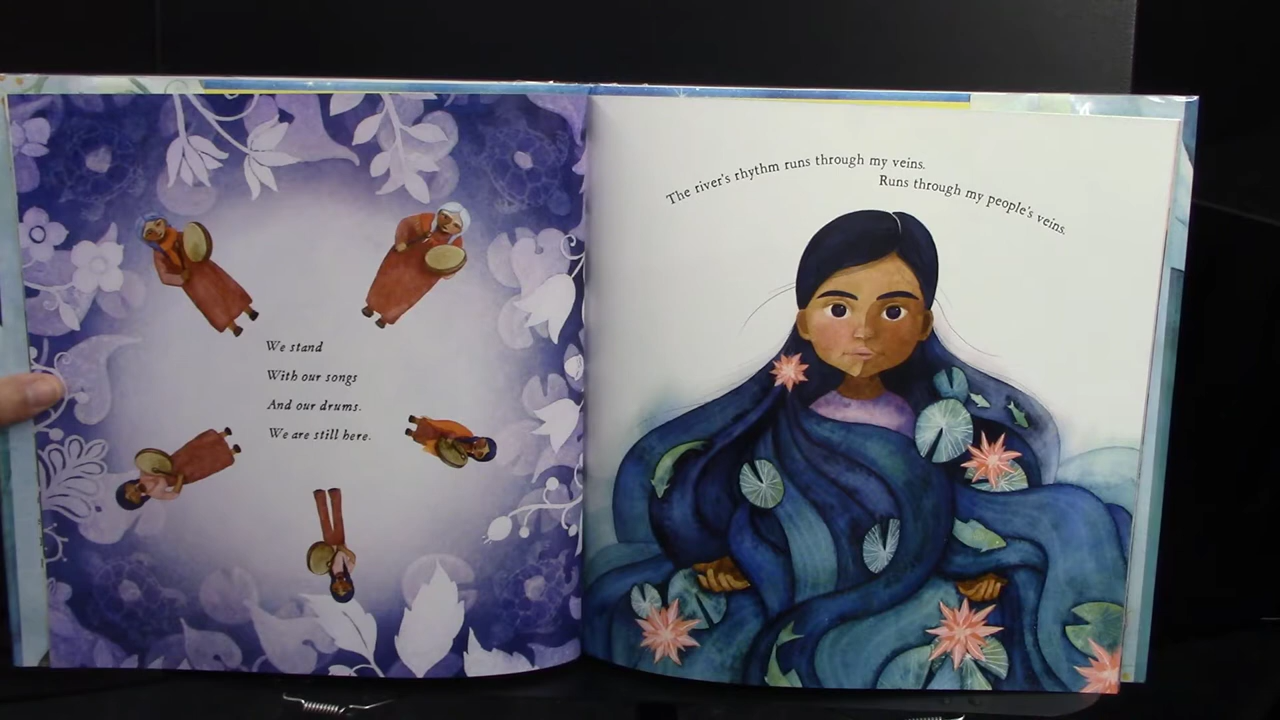 We stand
With our songs
And our drums.
We are still here.
The river's rhythm runs through my veins.
Runs through my people's veins.